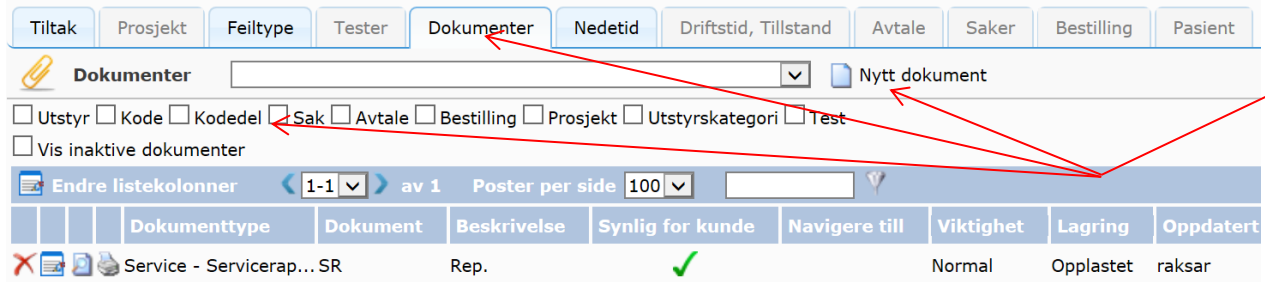 Tiltak Prosjekt Feiltype Tester Dokumenter Nedetid Driftstid, Tillstand Avtale Saker Bestilling Pasient
Dokumenter Nytt dokument
Utstyr Kode Kodedel Sak Avtale Bestilling Prosjekt Utstyrskategori Test
Vis inaktive dokumenter
Endre listekolonner 1-1 av 1 Poster per side 100
Dokumenttype Dokument Beskrivelse Synlig for kunde Navigere till Viktighet Lagring Oppdatert
Service - Servicerap... SR Rep. Normal Opplastet raksar